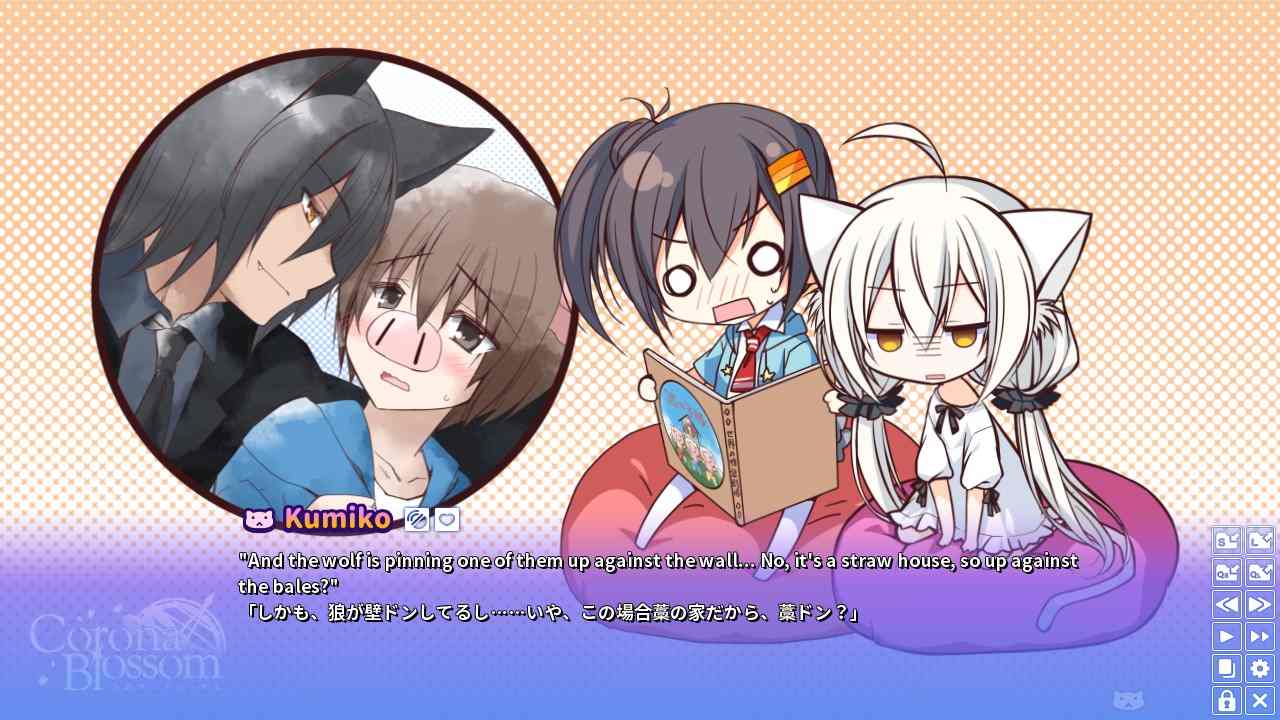 Kumiko
"And the wolf is pinning one of them up against the wall... No, it's a straw house, so up against
the bales?"
「しかも、狼が壁ドンしてるし……いや、この場合藁の家だから、藁ドン？」
Corona
Blossom
S
L
Qs
QL